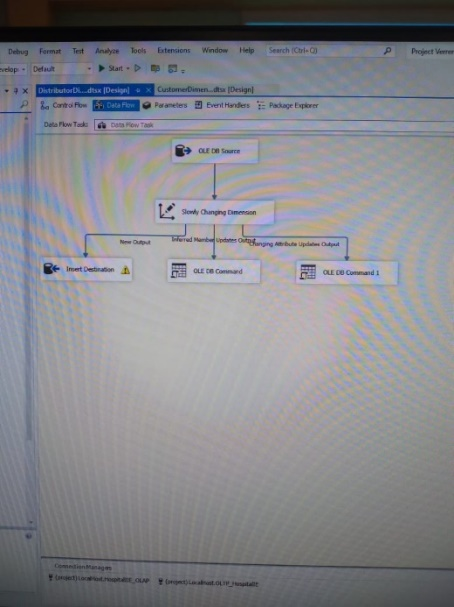 Debug Format Test Analyze Tools Extensions Window Help Search (Ctrl+Q)
Default Start
DistributorDi....dtsx [Design] CustomerDimen...dtsx [Design]
Control Flow Data Flow Parameters Event Handlers Package Explorer
Data Flow Task: Data Flow Task
OLE DB Source
Slowly Changing Dimension
New Output Inferred Member Updates Output Changing Attribute Updates Output
Insert Destination OLE DB Command OLE DB Command 1
Connection Managers